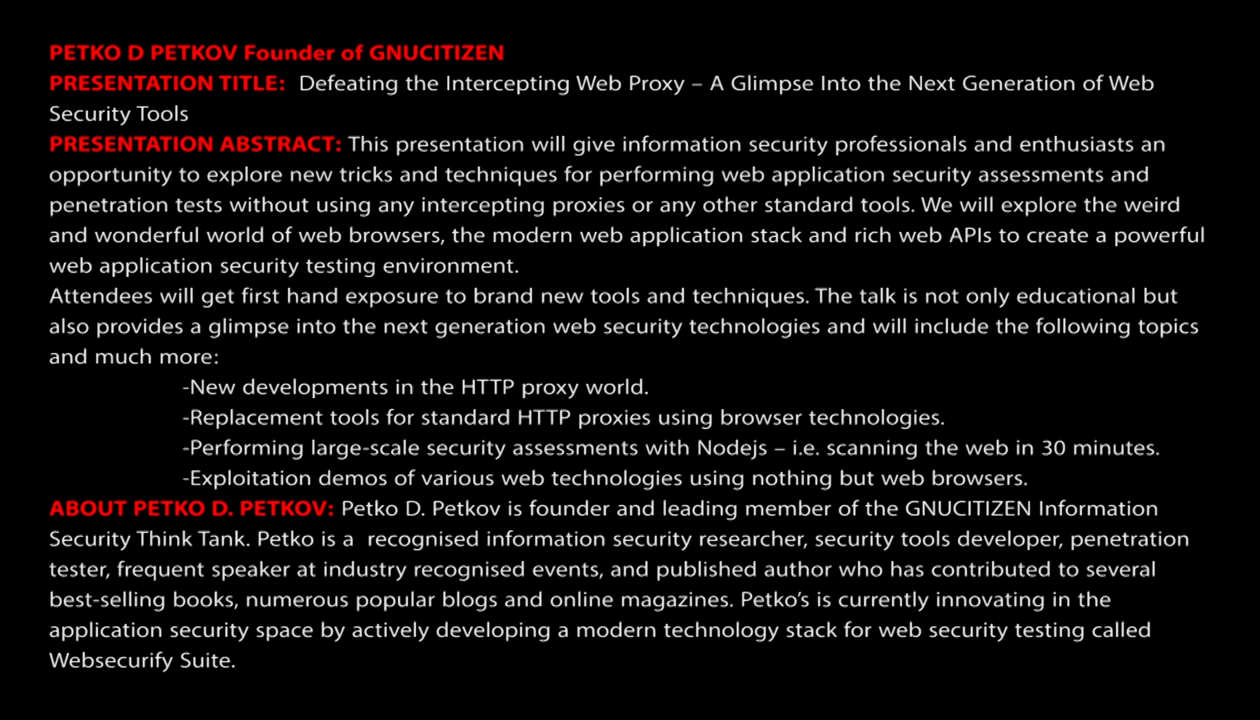 PETKO D PETKOV Founder of GNUCITIZEN
PRESENTATION TITLE: Defeating the Intercepting Web Proxy – A Glimpse Into the Next Generation of Web
Security Tools
PRESENTATION ABSTRACT: This presentation will give information security professionals and enthusiasts an
opportunity to explore new tricks and techniques for performing web application security assessments and
penetration tests without using any intercepting proxies or any other standard tools. We will explore the weird
and wonderful world of web browsers, the modern web application stack and rich web APIs to create a powerful
web application security testing environment.
Attendees will get first hand exposure to brand new tools and techniques. The talk is not only educational but
also provides a glimpse into the next generation web security technologies and will include the following topics
and much more:
-New developments in the HTTP proxy world.
-Replacement tools for standard HTTP proxies using browser technologies.
-Performing large-scale security assessments with Nodejs – i.e. scanning the web in 30 minutes.
-Exploitation demos of various web technologies using nothing but web browsers.
ABOUT PETKO D. PETKOV: Petko D. Petkov is founder and leading member of the GNUCITIZEN Information
Security Think Tank. Petko is a  recognised information security researcher, security tools developer, penetration
tester, frequent speaker at industry recognised events, and published author who has contributed to several
best-selling books, numerous popular blogs and online magazines. Petko’s is currently innovating in the
application security space by actively developing a modern technology stack for web security testing called
Websecurify Suite.